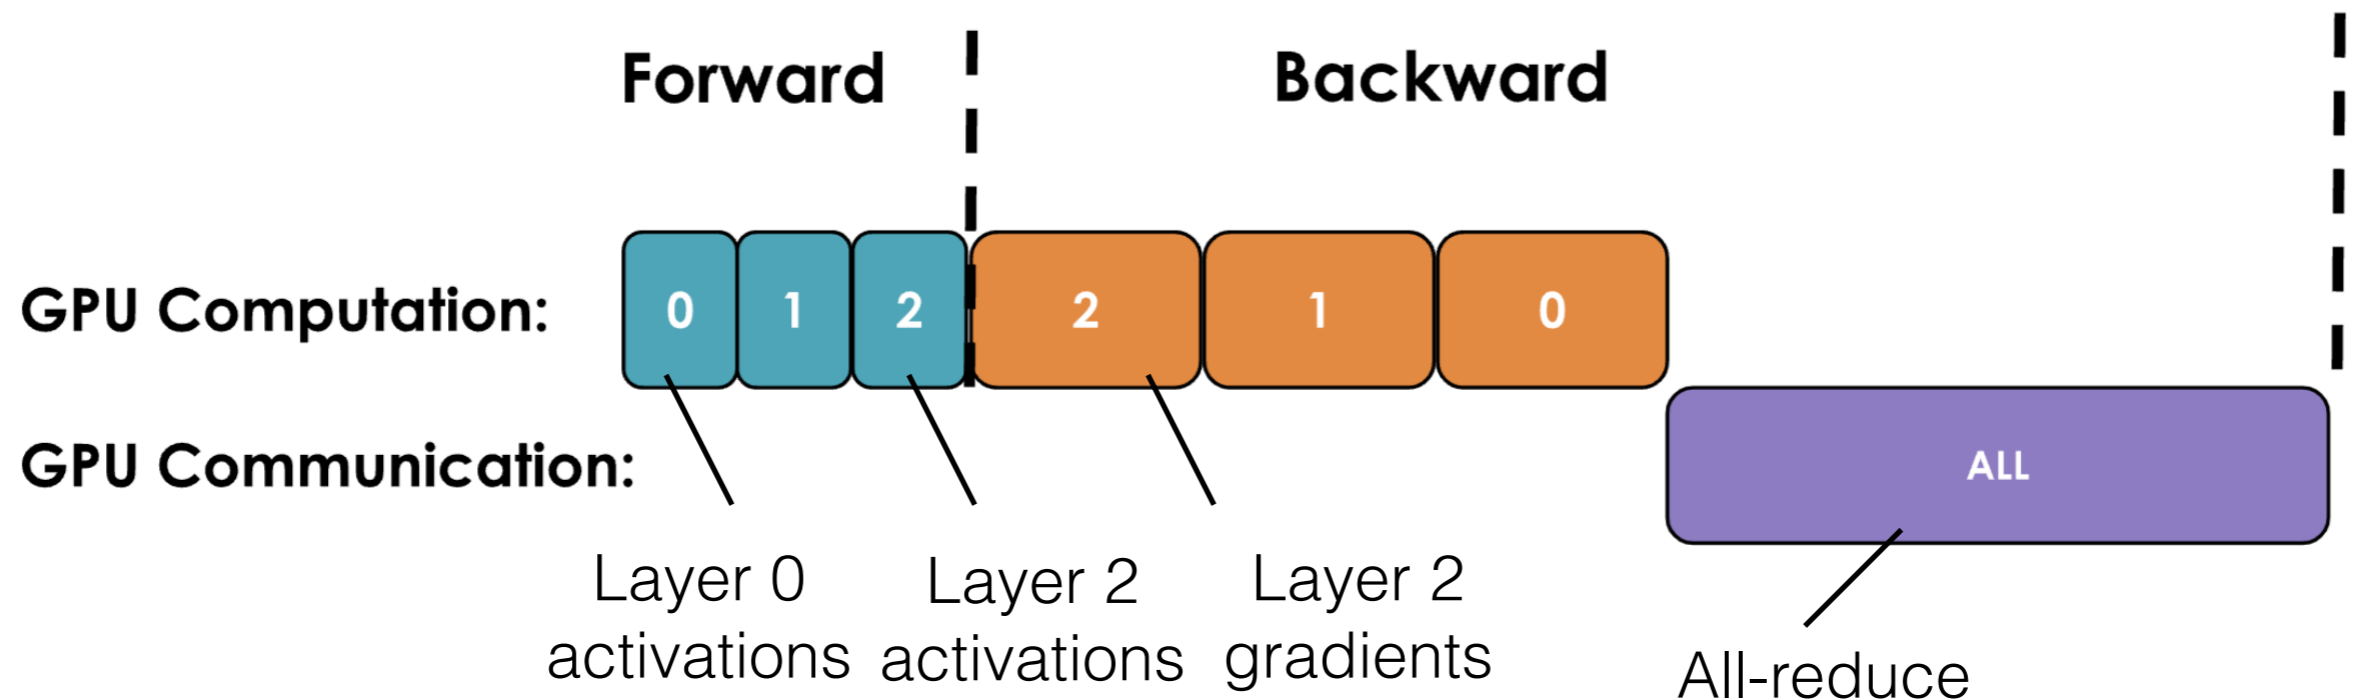 Forward
Backward
GPU Computation:
0
1
2
2
1
0
GPU Communication:
ALL
Layer 0
activations
Layer 2
activations
Layer 2
gradients
All-reduce